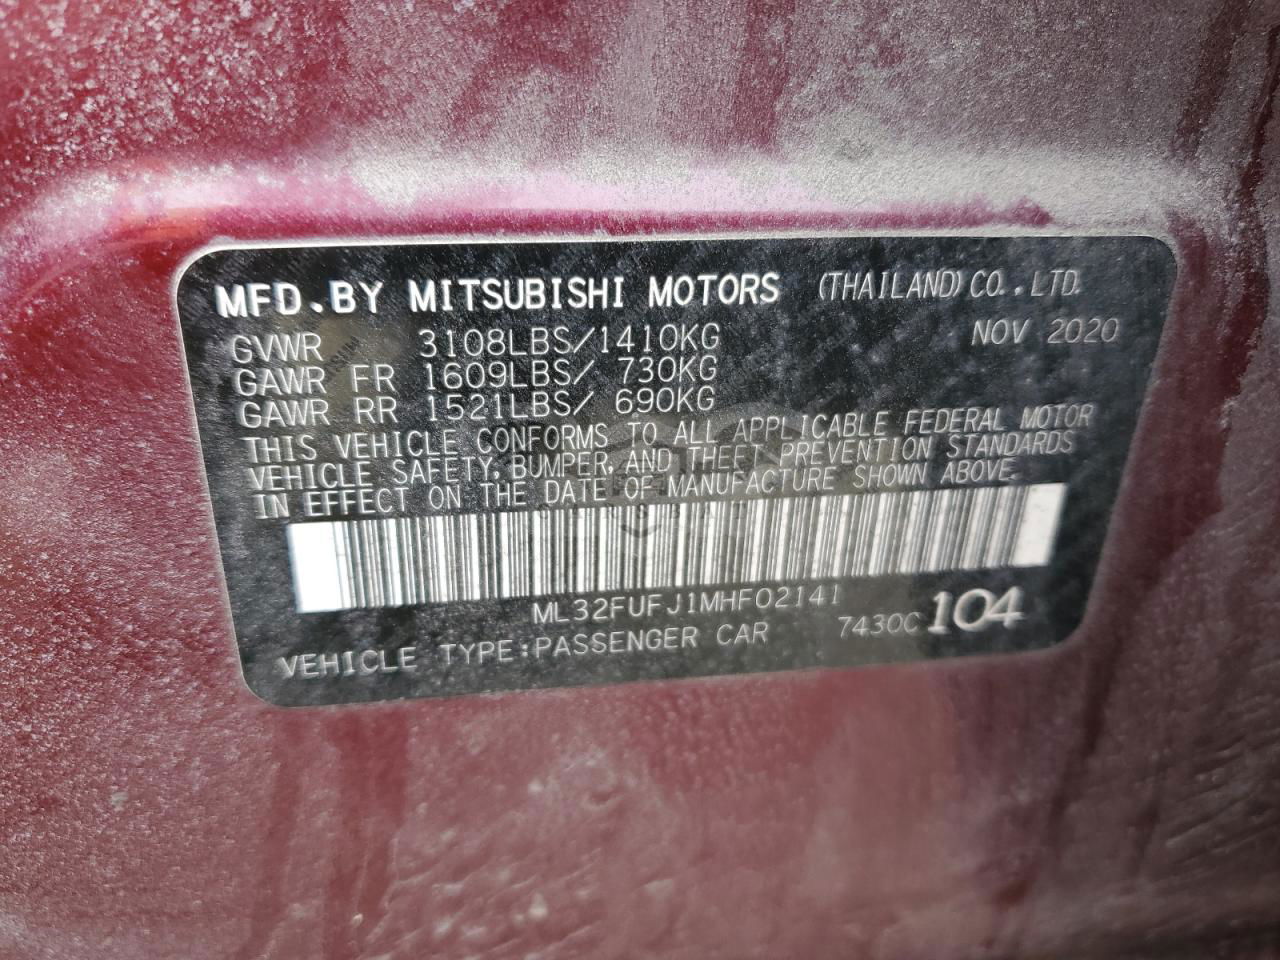 MFD.BY MITSUBISHI MOTORS (THAILAND) CO.,LTD.
GVWR 3108LBS/1410KG NOV 2020
GAWR FR 1609LBS/ 730KG
GAWR RR 1521LBS/ 690KG
THIS VEHICLE CONFORMS TO ALL APPLICABLE FEDERAL MOTOR
VEHICLE SAFETY, BUMPER, AND THEFT PREVENTION STANDARDS
IN EFFECT ON THE DATE OF MANUFACTURE SHOWN ABOVE.
ML32FUFJ1MHF02141
VEHICLE TYPE:PASSENGER CAR 7430C 104